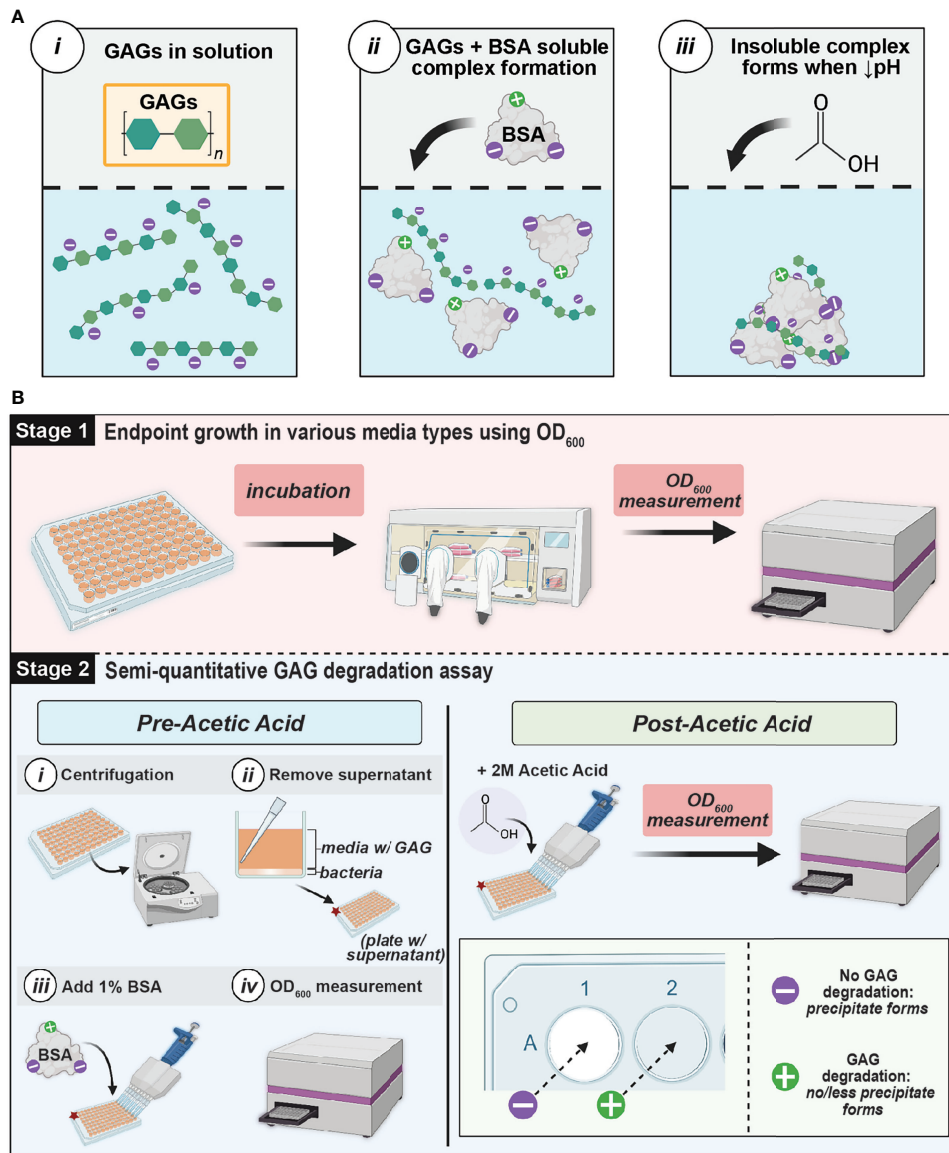 A
i
GAGs in solution
GAGs
n
ii
GAGs + BSA soluble
complex formation
BSA
iii
Insoluble complex
forms when ↓pH
O
OH
B
Stage 1 Endpoint growth in various media types using OD600
incubation
OD600
measurement
Stage 2 Semi-quantitative GAG degradation assay
Pre-Acetic Acid
i Centrifugation
ii Remove supernatant
media w/ GAG
bacteria
(plate w/
supernatant)
iii Add 1% BSA
BSA
iv OD600 measurement
Post-Acetic Acid
+ 2M Acetic Acid
O
OH
OD600
measurement
1 2
A
No GAG
degradation:
precipitate forms
GAG
degradation:
no/less precipitate
forms